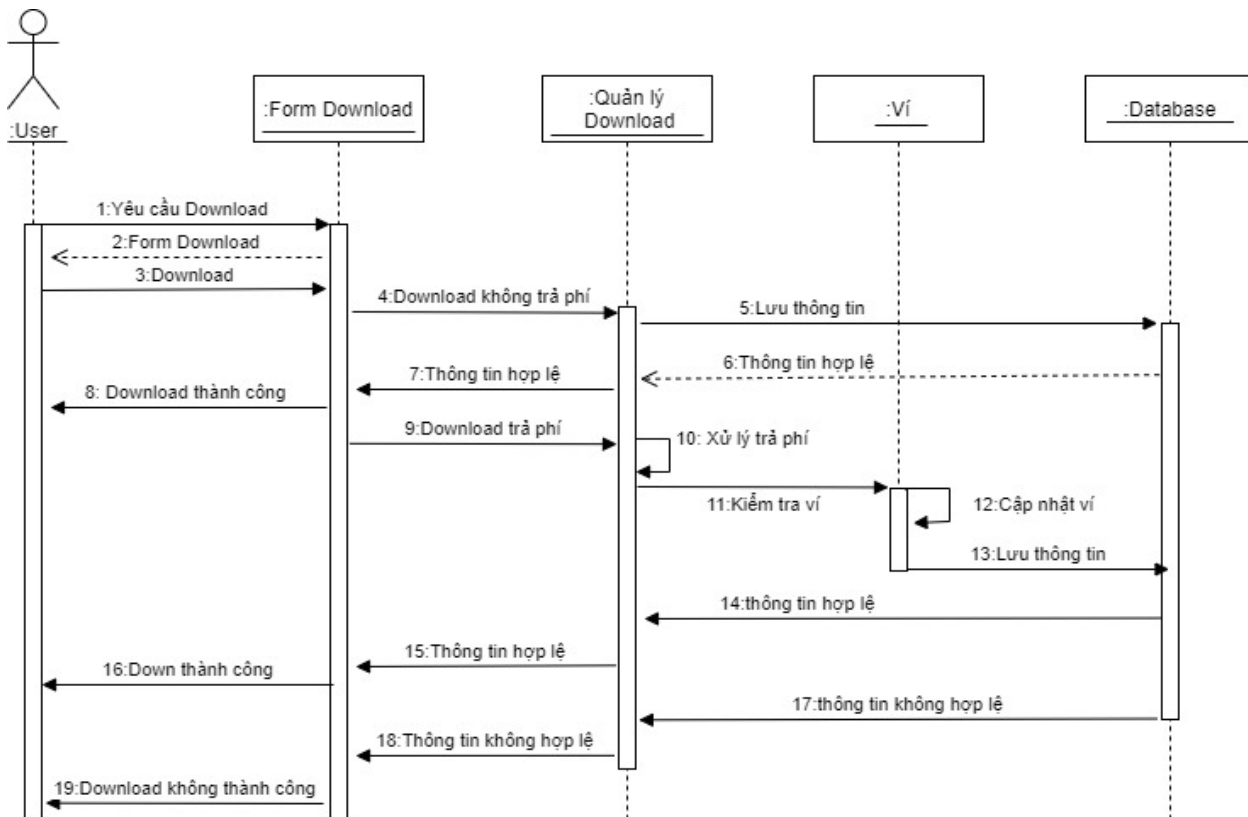 :User
:Form Download
:Quản lý
Download
:Ví
:Database
1:Yêu cầu Download
2:Form Download
3:Download
4:Download không trả phí
5:Lưu thông tin
6:Thông tin hợp lệ
7:Thông tin hợp lệ
8: Download thành công
9:Download trả phí
10: Xử lý trả phí
11:Kiểm tra ví
12:Cập nhật ví
13:Lưu thông tin
14:thông tin hợp lệ
15:Thông tin hợp lệ
16:Down thành công
17:thông tin không hợp lệ
18:Thông tin không hợp lệ
19:Download không thành công